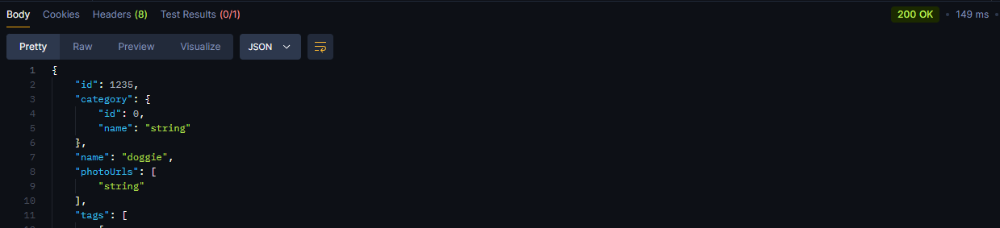 Body Cookies Headers (8) Test Results (0/1) 200 OK • 149 ms •
Pretty Raw Preview Visualize JSON
1 {
2 "id": 1235,
3 "category": {
4 "id": 0,
5 "name": "string"
6 },
7 "name": "doggie",
8 "photoUrls": [
9 "string"
10 ],
11 "tags": [